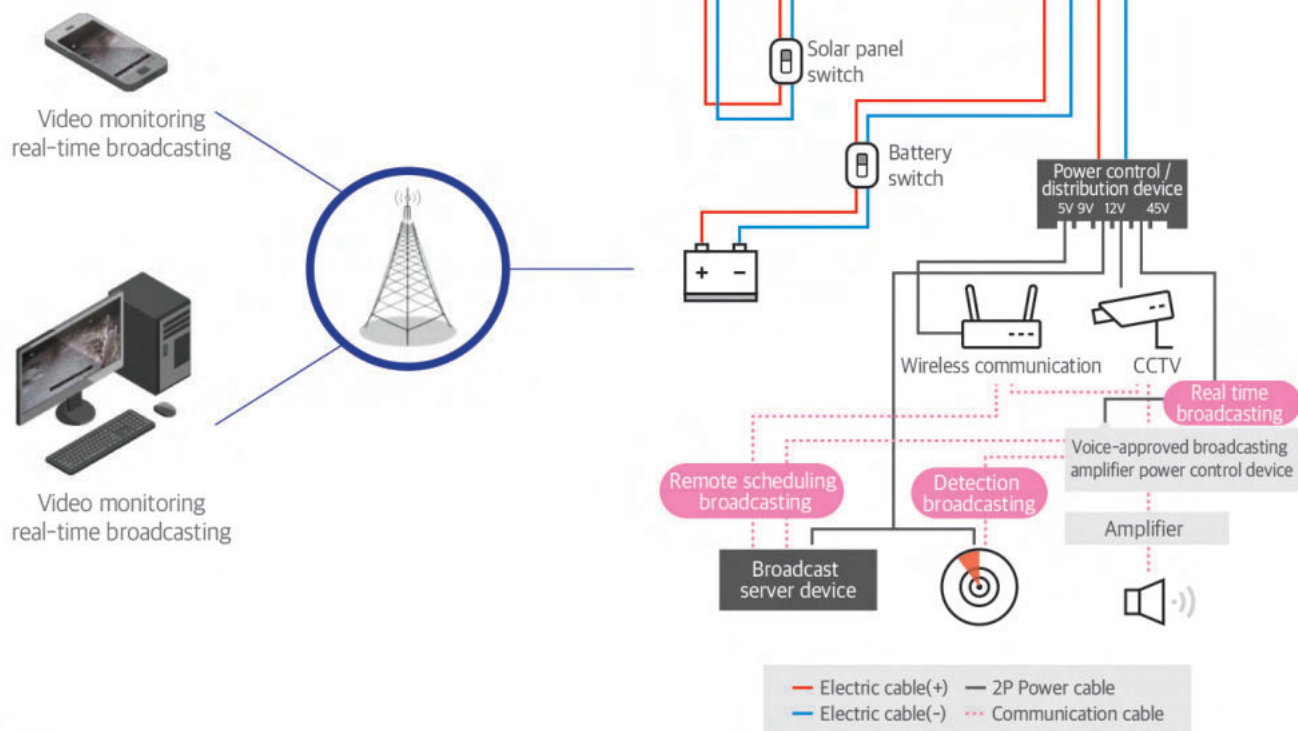 Video monitoring
real-time broadcasting
Video monitoring
real-time broadcasting
Solar panel
switch
Battery
switch
Power control /
distribution device
5V 9V 12V 45V
+ −
Wireless communication
CCTV
Real time
broadcasting
Voice-approved broadcasting
amplifier power control device
Remote scheduling
broadcasting
Detection
broadcasting
Amplifier
Broadcast
server device
Electric cable(+) 2P Power cable
Electric cable(-) Communication cable